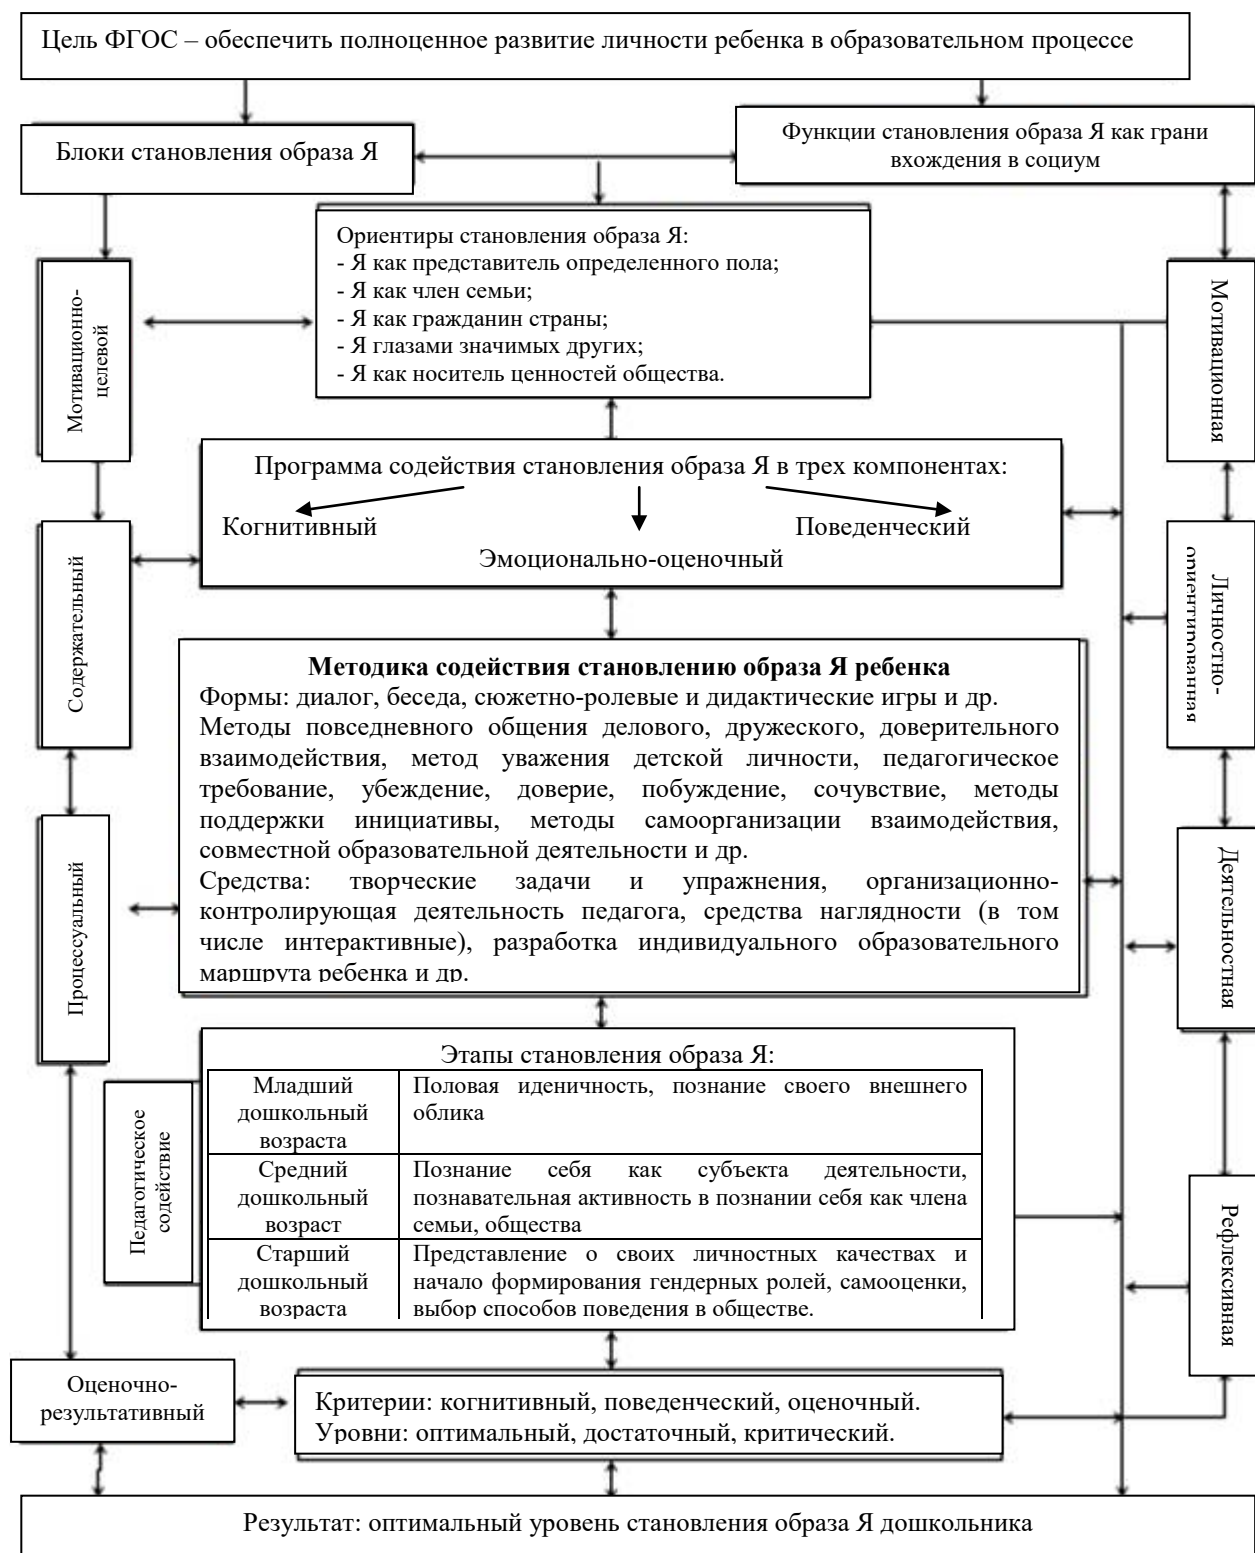 Цель ФГОС – обеспечить полноценное развитие личности ребенка в образовательном процессе
Блоки становления образа Я
Функции становления образа Я как грани
вхождения в социум
Ориентиры становления образа Я:
- Я как представитель определенного пола;
- Я как член семьи;
- Я как гражданин страны;
- Я глазами значимых других;
- Я как носитель ценностей общества.
Мотивационно-
целевой
Мотивационная
Программа содействия становления образа Я в трех компонентах:
Когнитивный
Поведенческий
Эмоционально-оценочный
Содержательный
Личностно-
ориентированная
Методика содействия становлению образа Я ребенка
Формы: диалог, беседа, сюжетно-ролевые и дидактические игры и др.
Методы повседневного общения делового, дружеского, доверительного
взаимодействия, метод уважения детской личности, педагогическое
требование, убеждение, доверие, побуждение, сочувствие, методы
поддержки инициативы, методы самоорганизации взаимодействия,
совместной образовательной деятельности и др.
Средства: творческие задачи и упражнения, организационно-
контролирующая деятельность педагога, средства наглядности (в том
числе интерактивные), разработка индивидуального образовательного
маршрута ребенка и др.
Процессуальный
Деятельностная
Этапы становления образа Я:
Младший
дошкольный
возраста
Половая иденичность, познание своего внешнего
облика
Средний
дошкольный
возраст
Познание себя как субъекта деятельности,
познавательная активность в познании себя как члена
семьи, общества
Старший
дошкольный
возраста
Представление о своих личностных качествах и
начало формирования гендерных ролей, самооценки,
выбор способов поведения в обществе.
Педагогическое
содействие
Рефлексивная
Оценочно-
результативный
Критерии: когнитивный, поведенческий, оценочный.
Уровни: оптимальный, достаточный, критический.
Результат: оптимальный уровень становления образа Я дошкольника